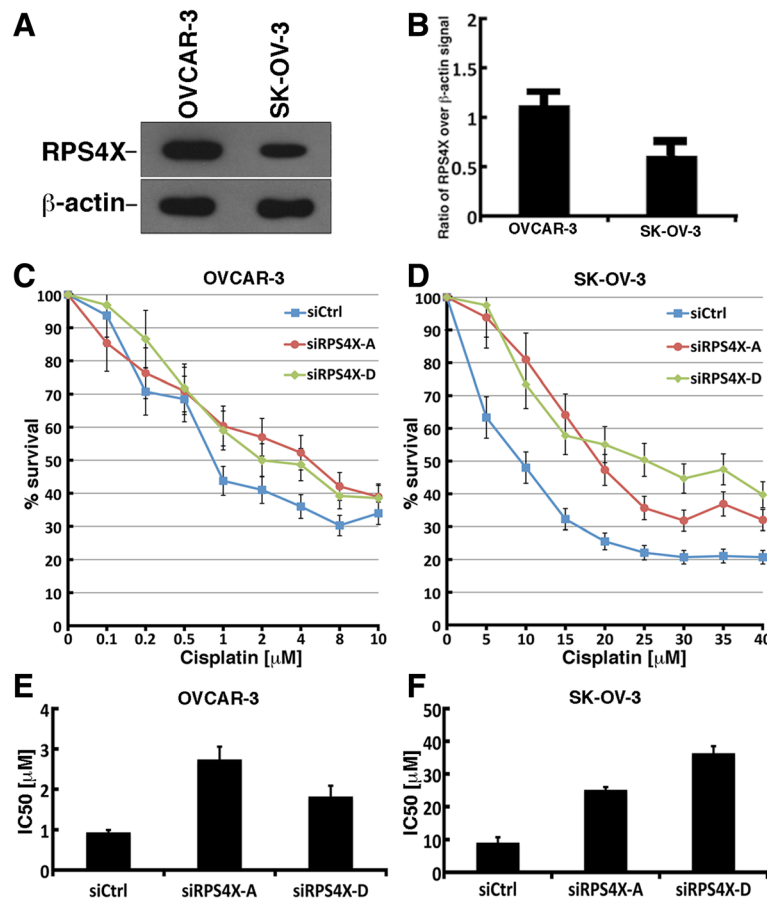 A
OVCAR-3
SK-OV-3
RPS4X–
β-actin–
B
Ratio of RPS4X over β-actin signal
2
1.5
1
0.5
0
OVCAR-3
SK-OV-3
C
OVCAR-3
% survival
100
90
80
70
60
50
40
30
20
10
0
siCtrl
siRPS4X-A
siRPS4X-D
0 0.1 0.2 0.5 1 2 4 8 10
Cisplatin [µM]
D
SK-OV-3
% survival
100
90
80
70
60
50
40
30
20
10
0
siCtrl
siRPS4X-A
siRPS4X-D
0 5 10 15 20 25 30 35 40
Cisplatin [µM]
E
OVCAR-3
IC50 [µM]
4
3
2
1
0
siCtrl siRPS4X-A siRPS4X-D
F
SK-OV-3
IC50 [µM]
50
40
30
20
10
0
siCtrl siRPS4X-A siRPS4X-D